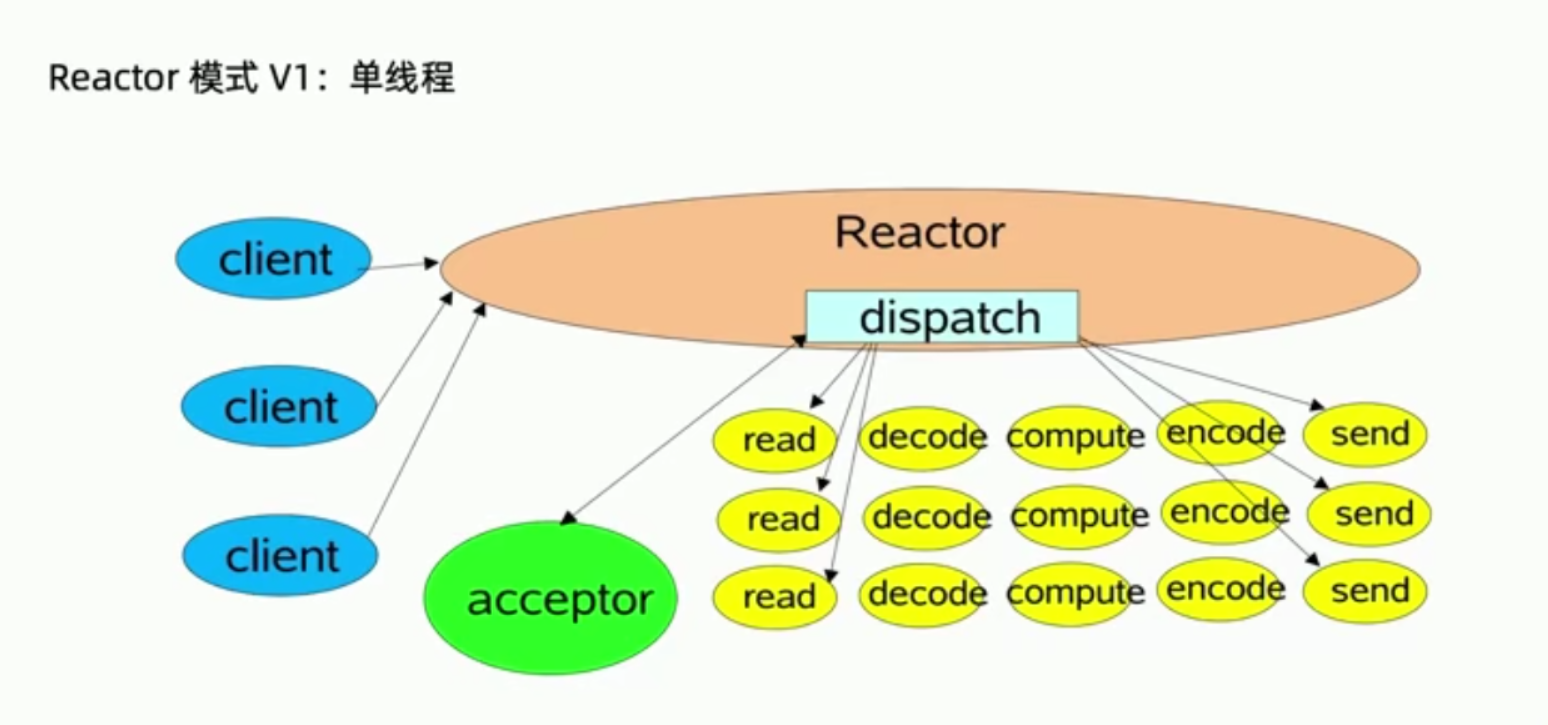 Reactor 模式 V1：单线程
Reactor
dispatch
client
client
client
acceptor
read decode compute encode send
read decode compute encode send
read decode compute encode send